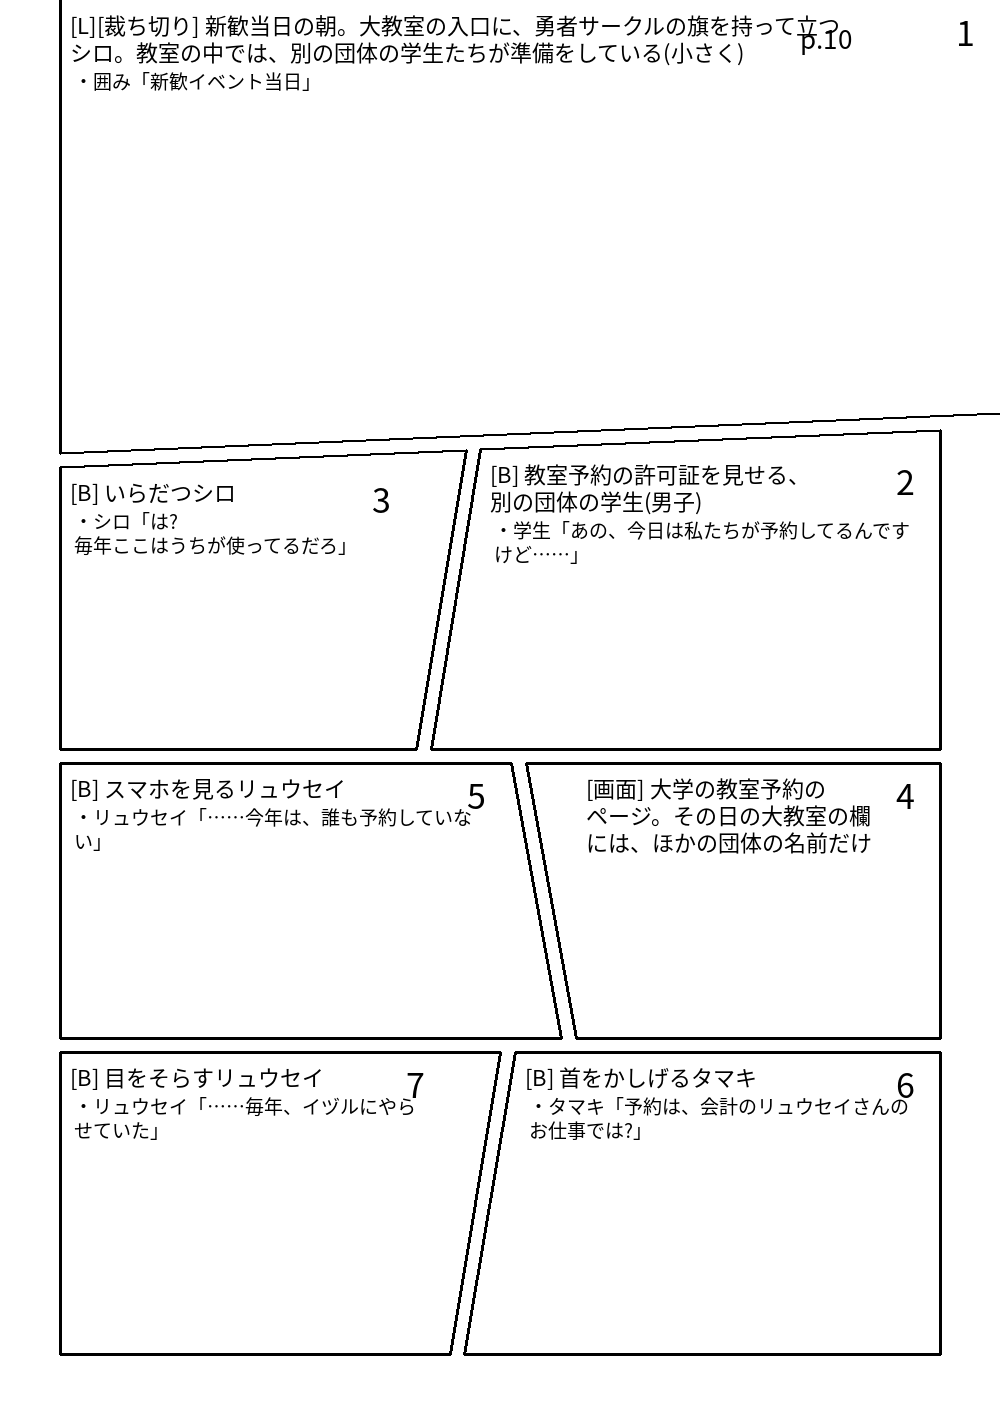 [L][裁ち切り] 新歓当日の朝。大教室の入口に、勇者サークルの旗を持って立つ
シロ。教室の中では、別の団体の学生たちが準備をしている(小さく)
・囲み「新歓イベント当日」
p.10
1
[B] 教室予約の許可証を見せる、
別の団体の学生(男子)
・学生「あの、今日は私たちが予約してるんです
けど……」
2
[B] いらだつシロ
・シロ「は?
毎年ここはうちが使ってるだろ」
3
[画面] 大学の教室予約の
ページ。その日の大教室の欄
には、ほかの団体の名前だけ
4
[B] スマホを見るリュウセイ
・リュウセイ「……今年は、誰も予約していな
い」
5
[B] 首をかしげるタマキ
・タマキ「予約は、会計のリュウセイさんの
お仕事では?」
6
[B] 目をそらすリュウセイ
・リュウセイ「……毎年、イヅルにやら
せていた」
7